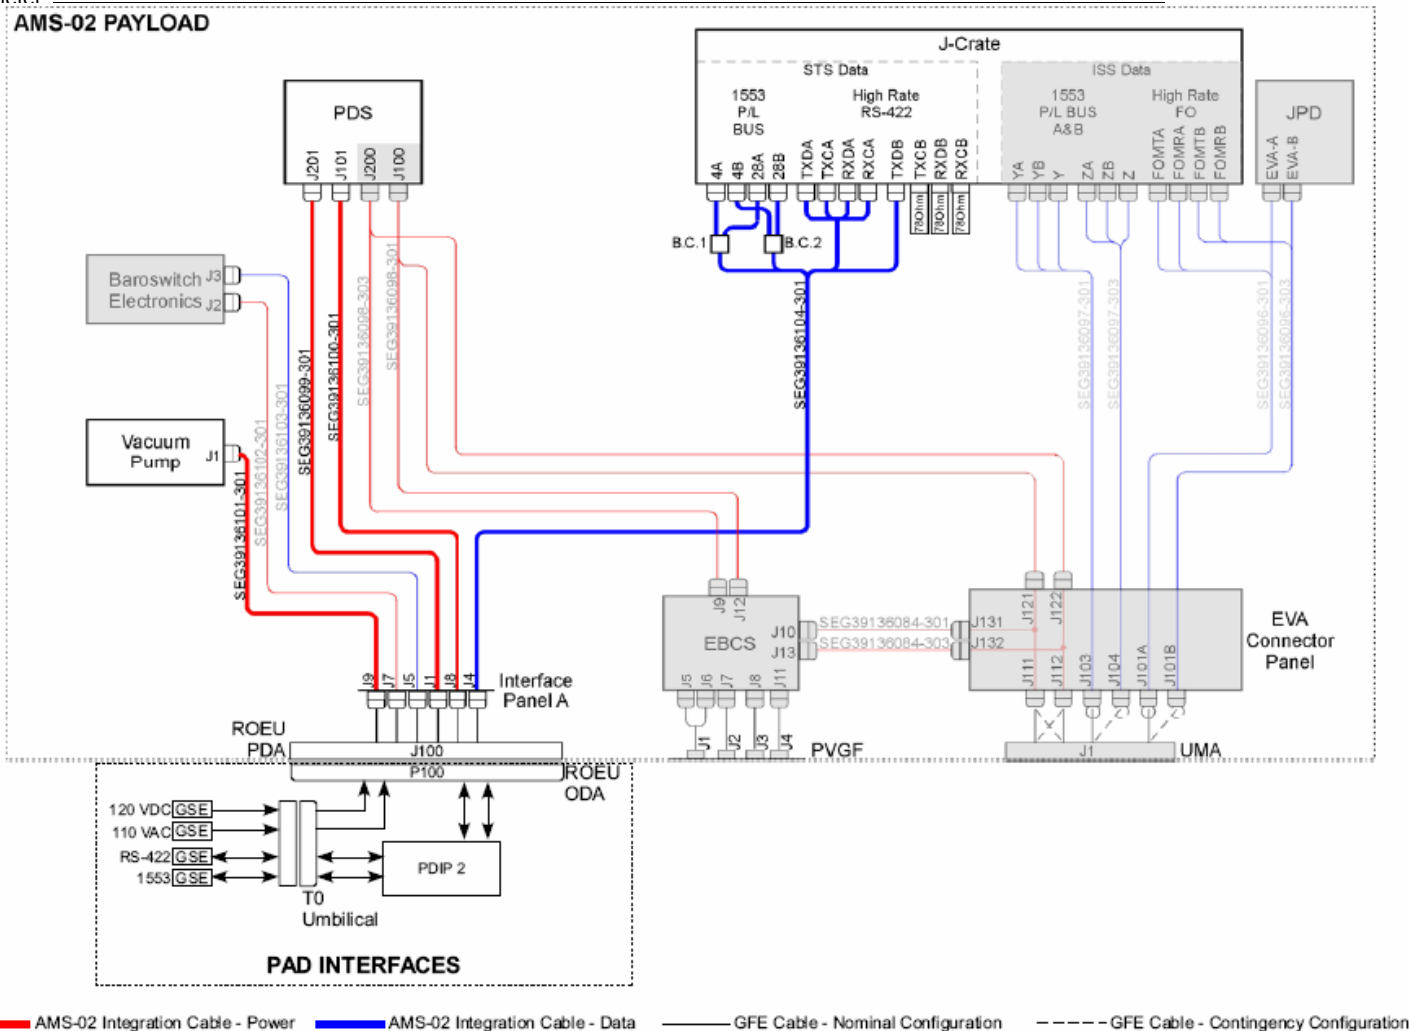 AMS-02 PAYLOAD
J-Crate
STS Data
ISS Data
1553
P/L
BUS
High Rate
RS-422
1553
P/L BUS
A&B
High Rate
FO
JPD
PDS
J201
J101
J200
J100
4A
4B
28A
28B
TXDA
TXCA
RXDA
RXCA
TXDB
TXCB
RXDB
RXCB
YA
YB
Y
ZA
ZB
Z
FOMTA
FOMRA
FOMTB
FOMRB
EVA-A
EVA-B
78Ohm
78Ohm
78Ohm
B.C.1
B.C.2
Baroswitch
Electronics
J3
J2
Vacuum
Pump
J1
SEG39136101-301
SEG39136102-301
SEG39136103-301
SEG39136099-301
SEG39136100-301
SEG39136098-303
SEG39136098-301
SEG39136104-301
SEG39136097-301
SEG39136097-303
SEG39136096-301
SEG39136096-303
J9
J12
EBCS
J10
J13
SEG39136084-301
SEG39136084-303
J131
J132
J121
J122
EVA
Connector
Panel
J111
J112
J103
J104
J101A
J101B
J5
J6
J7
J8
J11
J9
J7
J5
J1
J8
J4
Interface
Panel A
ROEU
PDA
J100
J1
J2
J3
J4
PVGF
J1
UMA
P100
ROEU
ODA
120 VDC
GSE
110 VAC
GSE
RS-422
GSE
1553
GSE
PDIP 2
T0
Umbilical
PAD INTERFACES
AMS-02 Integration Cable - Power
AMS-02 Integration Cable - Data
GFE Cable - Nominal Configuration
GFE Cable - Contingency Configuration